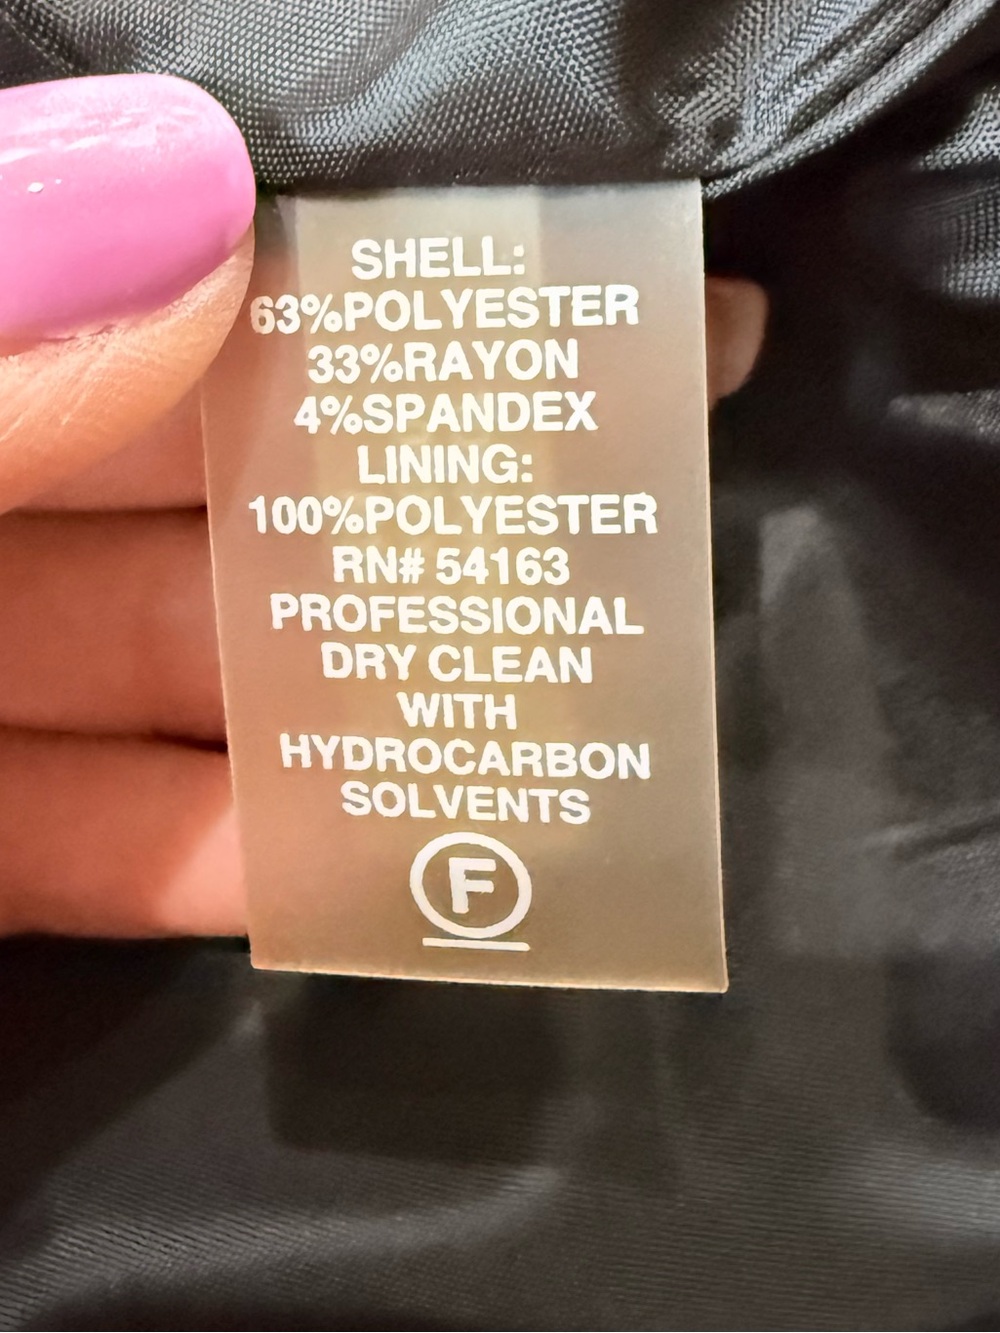 SHELL:
63%POLYESTER
33%RAYON
4%SPANDEX
LINING:
100%POLYESTER
RN# 54163
PROFESSIONAL
DRY CLEAN
WITH
HYDROCARBON
SOLVENTS
F